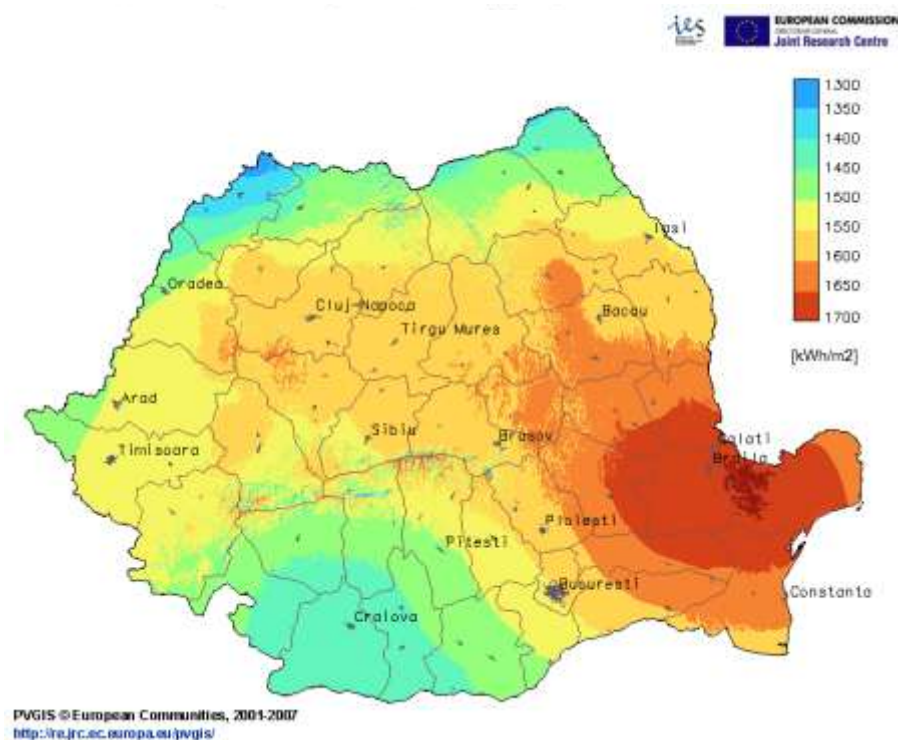 ies
EUROPEAN COMMISSION
DIRECTORATE GENERAL
Joint Research Centre
1300
1350
1400
1450
1500
1550
1600
1650
1700
[kWh/m2]
Iasi
Oradea
Cluj-Napoca
Bacau
Tirgu Mures
Arad
Sibiu
Brasov
Galati
Timisoara
Braila
Ploiesti
Pitesti
Bucuresti
Constanta
Craiova
PVGIS © European Communities, 2001-2007
http://re.jrc.ec.europa.eu/pvgis/